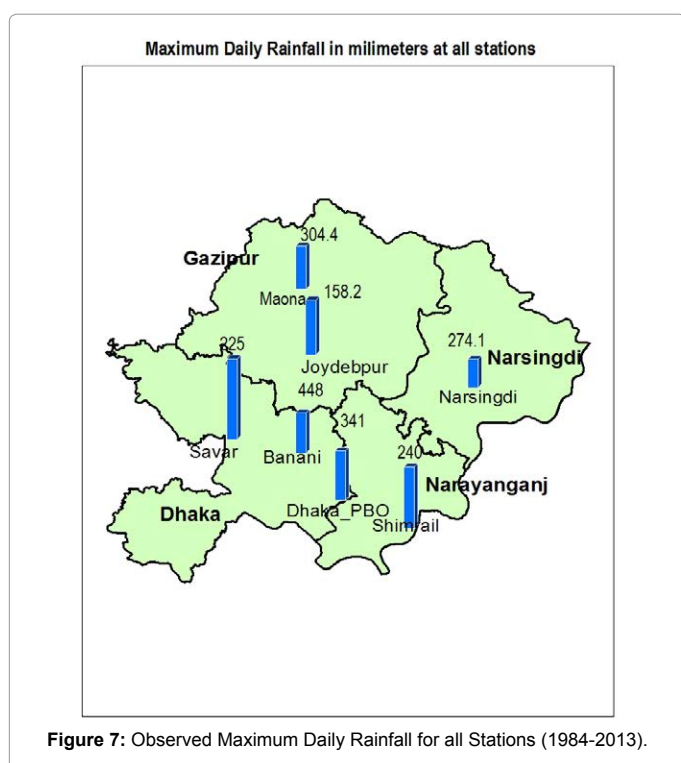 Maximum Daily Rainfall in milimeters at all stations
304.4
Gazipur
Maona
158.2
Joydebpur
225
274.1
Narsingdi
Narsingdi
448
341
Savar
Banani
240
Dhaka
Dhaka_PBO
Narayanganj
Shimrail
Figure 7: Observed Maximum Daily Rainfall for all Stations (1984-2013).